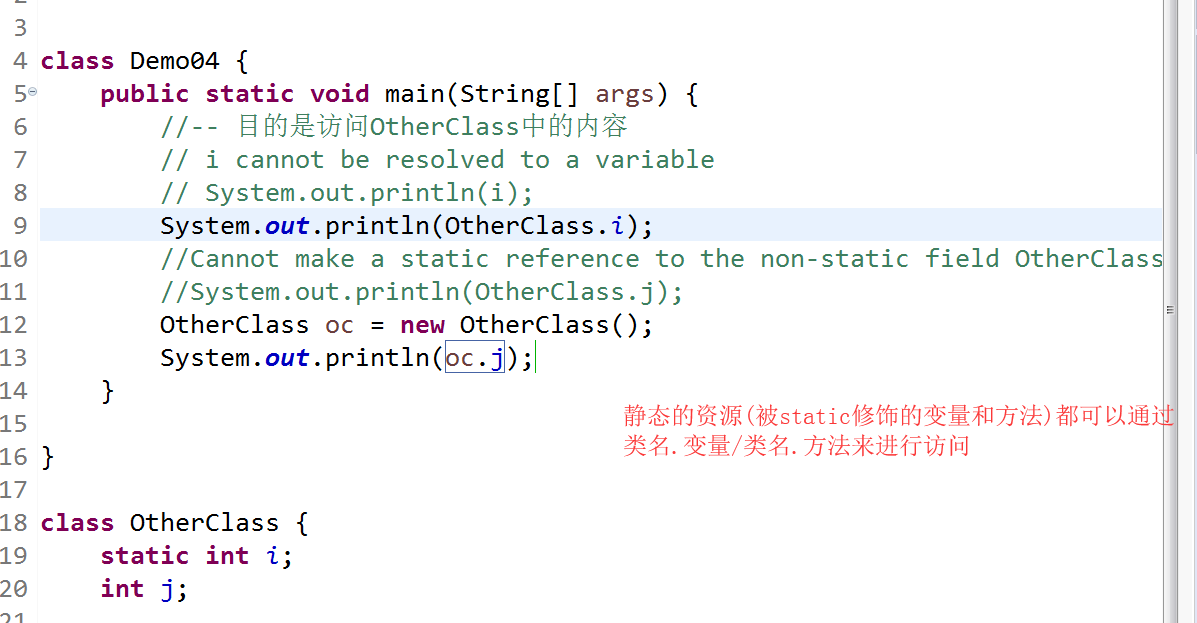 3
4 class Demo04 {
5 public static void main(String[] args) {
6 //-- 目的是访问OtherClass中的内容
7 // i cannot be resolved to a variable
8 // System.out.println(i);
9 System.out.println(OtherClass.i);
10 //Cannot make a static reference to the non-static field OtherClass
11 //System.out.println(OtherClass.j);
12 OtherClass oc = new OtherClass();
13 System.out.println(oc.j);
14 }
15
16 }
静态的资源(被static修饰的变量和方法)都可以通过
类名.变量/类名.方法来进行访问
17
18 class OtherClass {
19 static int i;
20 int j;
21